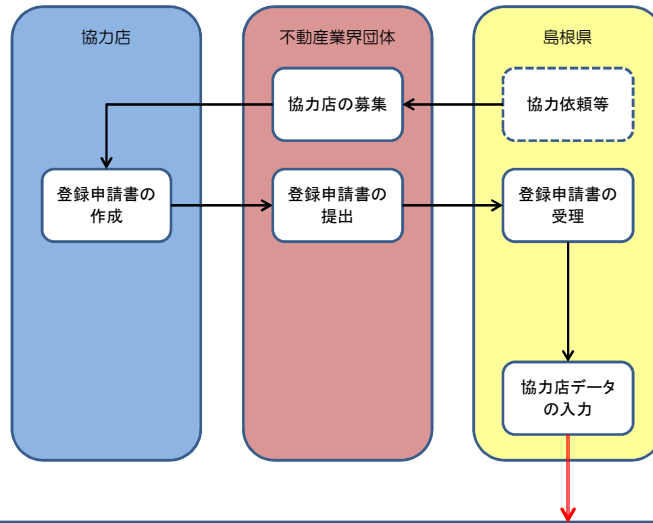 協力店
不動産業界団体
島根県
協力店の募集
協力依頼等
登録申請書の
作成
登録申請書の
提出
登録申請書の
受理
協力店データ
の入力